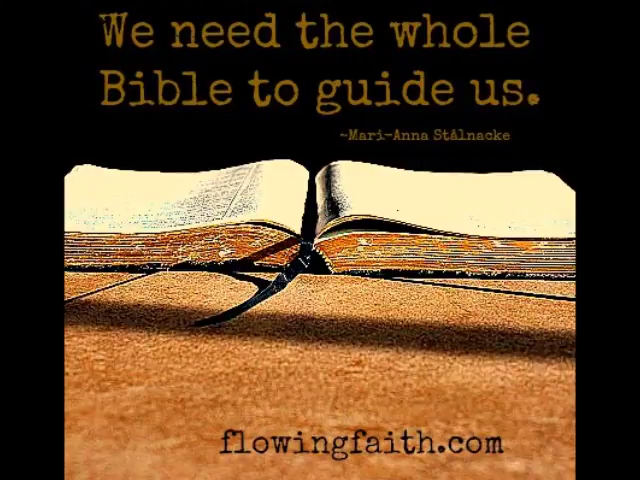 We need the whole
Bible to guide us.
~Mari-Anna Stålnacke
flowingfaith.com